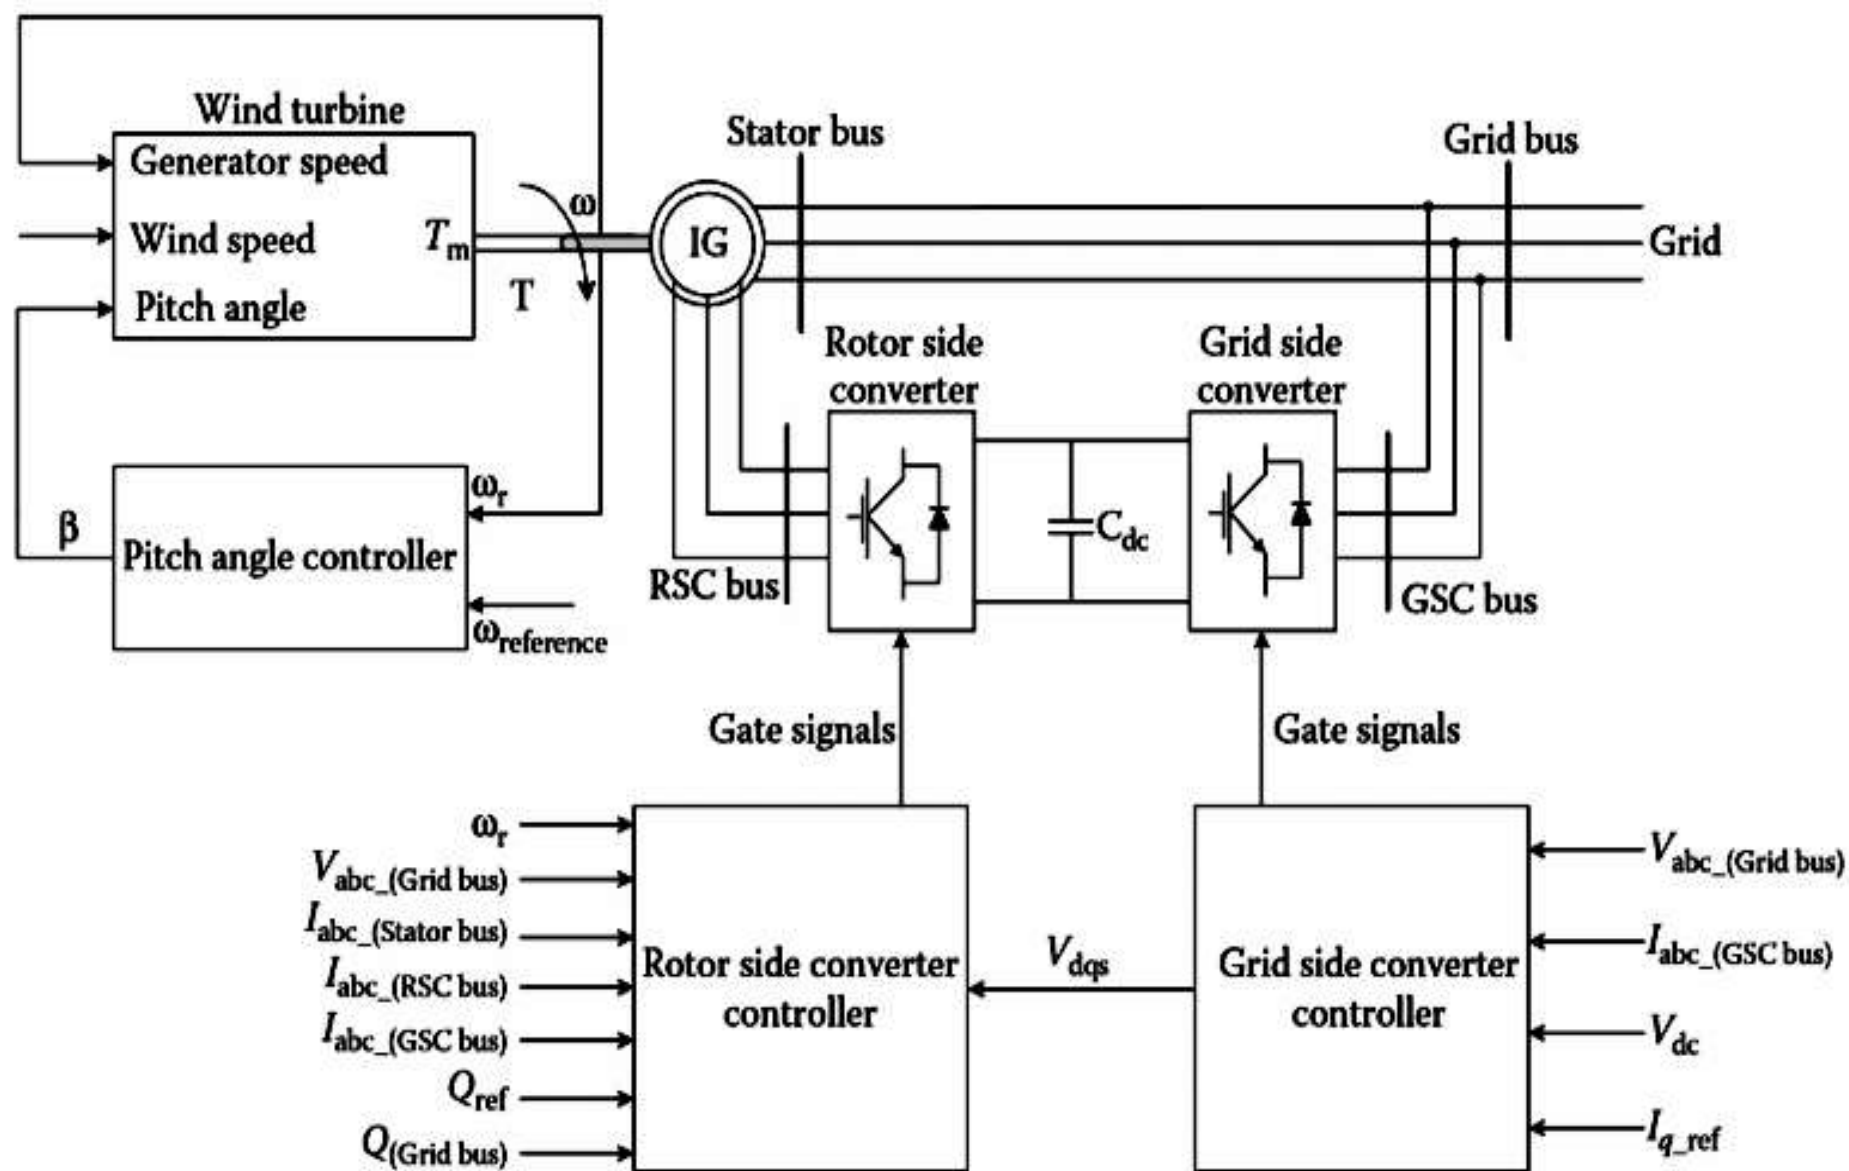 Wind turbine
Generator speed
Wind speed
Pitch angle
Tm
T
ω
IG
Stator bus
Grid bus
Grid
Rotor side
converter
Grid side
converter
RSC bus
Cdc
GSC bus
β
Pitch angle controller
ωr
ωreference
Gate signals
Gate signals
ωr
Vabc_(Grid bus)
Iabc_(Stator bus)
Iabc_(RSC bus)
Iabc_(GSC bus)
Qref
Q(Grid bus)
Rotor side converter
controller
Vdqs
Grid side converter
controller
Vabc_(Grid bus)
Iabc_(GSC bus)
Vdc
Iq_ref